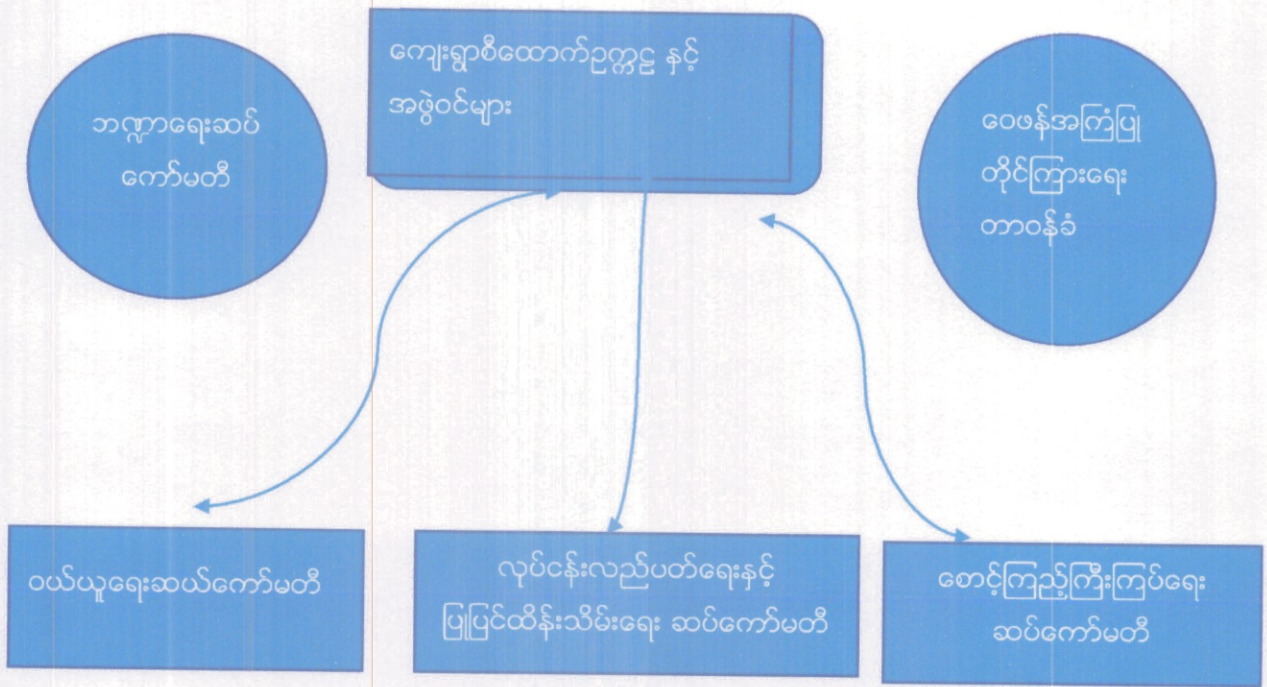 ကျေးရွာစီထောက်ဥက္ကဋ္ဌ နှင့်
အဖွဲ့ဝင်များ
ဘဏ္ဍာရေးဆပ်
ကော်မတီ
ဝေဖန်အကြံပြု
တိုင်ကြားရေး
တာဝန်ခံ
ဝယ်ယူရေးဆယ်ကော်မတီ
လုပ်ငန်းလည်ပတ်ရေးနှင့်
ပြုပြင်ထိန်းသိမ်းရေး ဆပ်ကော်မတီ
စောင့်ကြည့်ကြီးကြပ်ရေး
ဆပ်ကော်မတီ